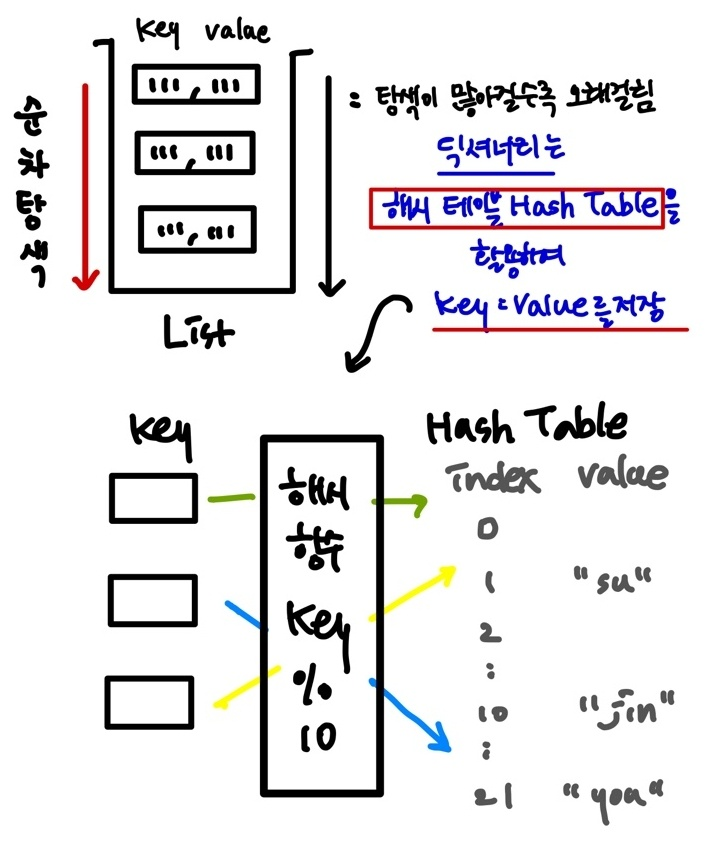 Key value
"", ""
"", ""
"", ""
순차탐색
List
: 탐색이 많아질수록 오래걸림
딕셔너리는
해시 테이블 Hash Table을
활용하여
Key : Value를 저장
Key
해시
함수
Key
%
10
Hash Table
index value
0
1 "su"
2
:
10 "jin"
:
21 "you"